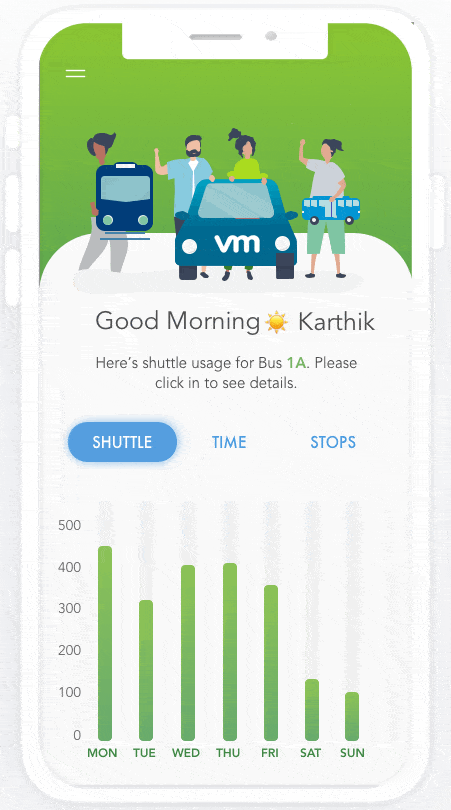 vm
Good Morning☀️ Karthik
Here's shuttle usage for Bus 1A. Please
click in to see details.
SHUTTLE TIME STOPS
500
400
300
200
100
0
MON TUE WED THU FRI SAT SUN